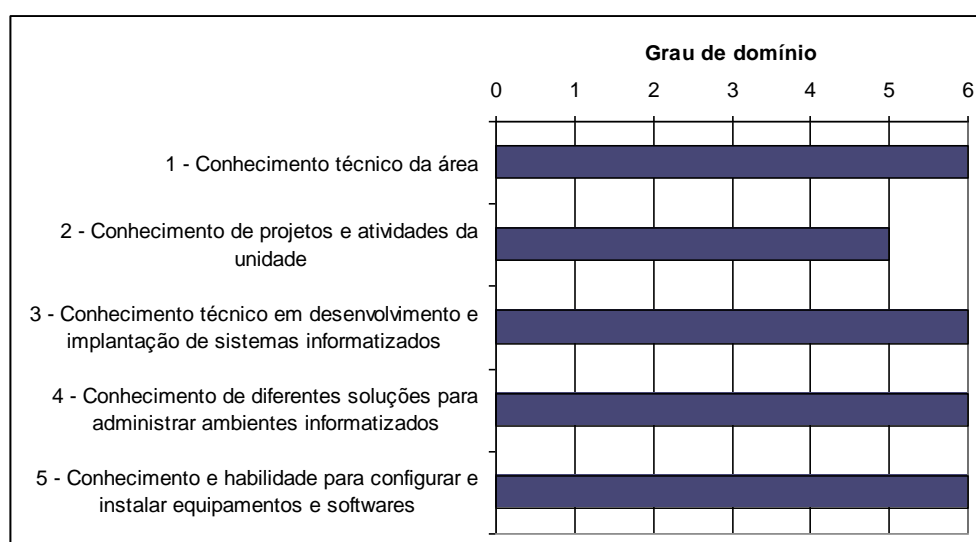 Grau de domínio
0 1 2 3 4 5 6
1 - Conhecimento técnico da área
2 - Conhecimento de projetos e atividades da
unidade
3 - Conhecimento técnico em desenvolvimento e
implantação de sistemas informatizados
4 - Conhecimento de diferentes soluções para
administrar ambientes informatizados
5 - Conhecimento e habilidade para configurar e
instalar equipamentos e softwares